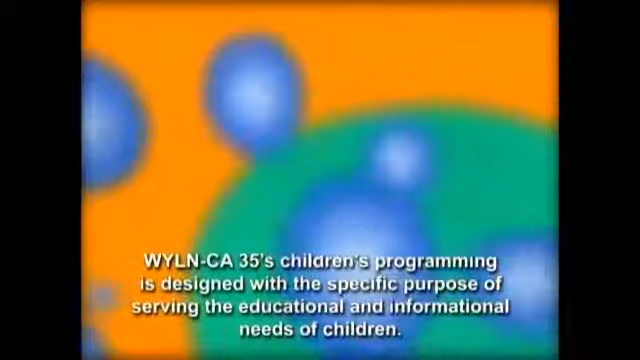 WYLN-CA 35's children's programming
is designed with the specific purpose of
serving the educational and informational
needs of children.